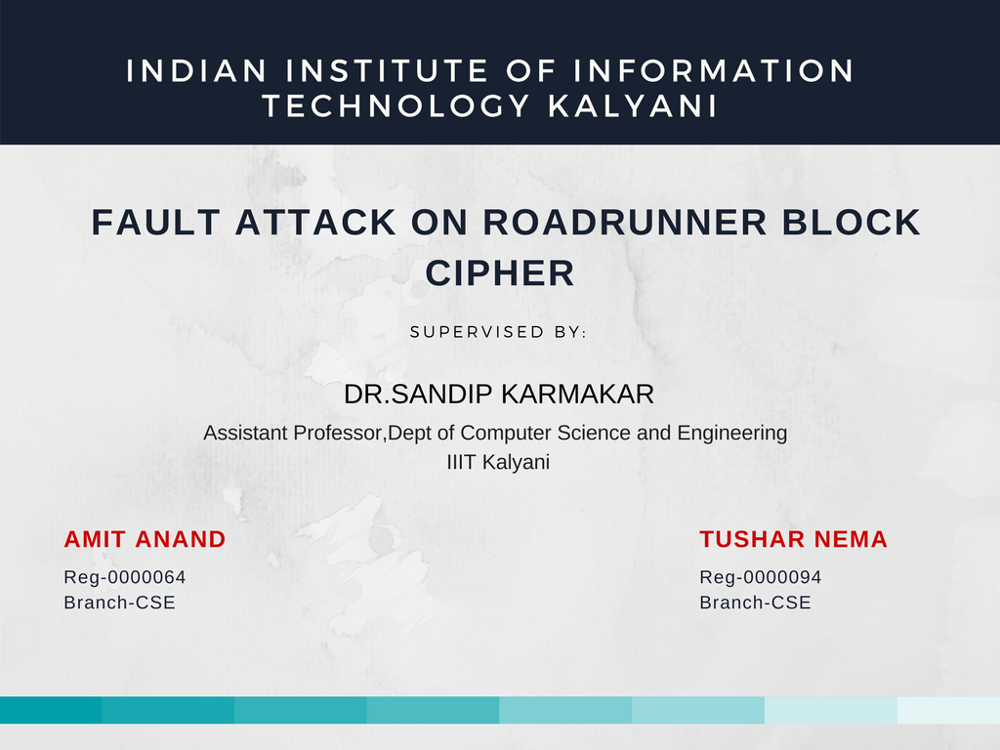 INDIAN INSTITUTE OF INFORMATION
TECHNOLOGY KALYANI
FAULT ATTACK ON ROADRUNNER BLOCK
CIPHER
SUPERVISED BY:
DR.SANDIP KARMAKAR
Assistant Professor,Dept of Computer Science and Engineering
IIIT Kalyani
AMIT ANAND
Reg-0000064
Branch-CSE
TUSHAR NEMA
Reg-0000094
Branch-CSE